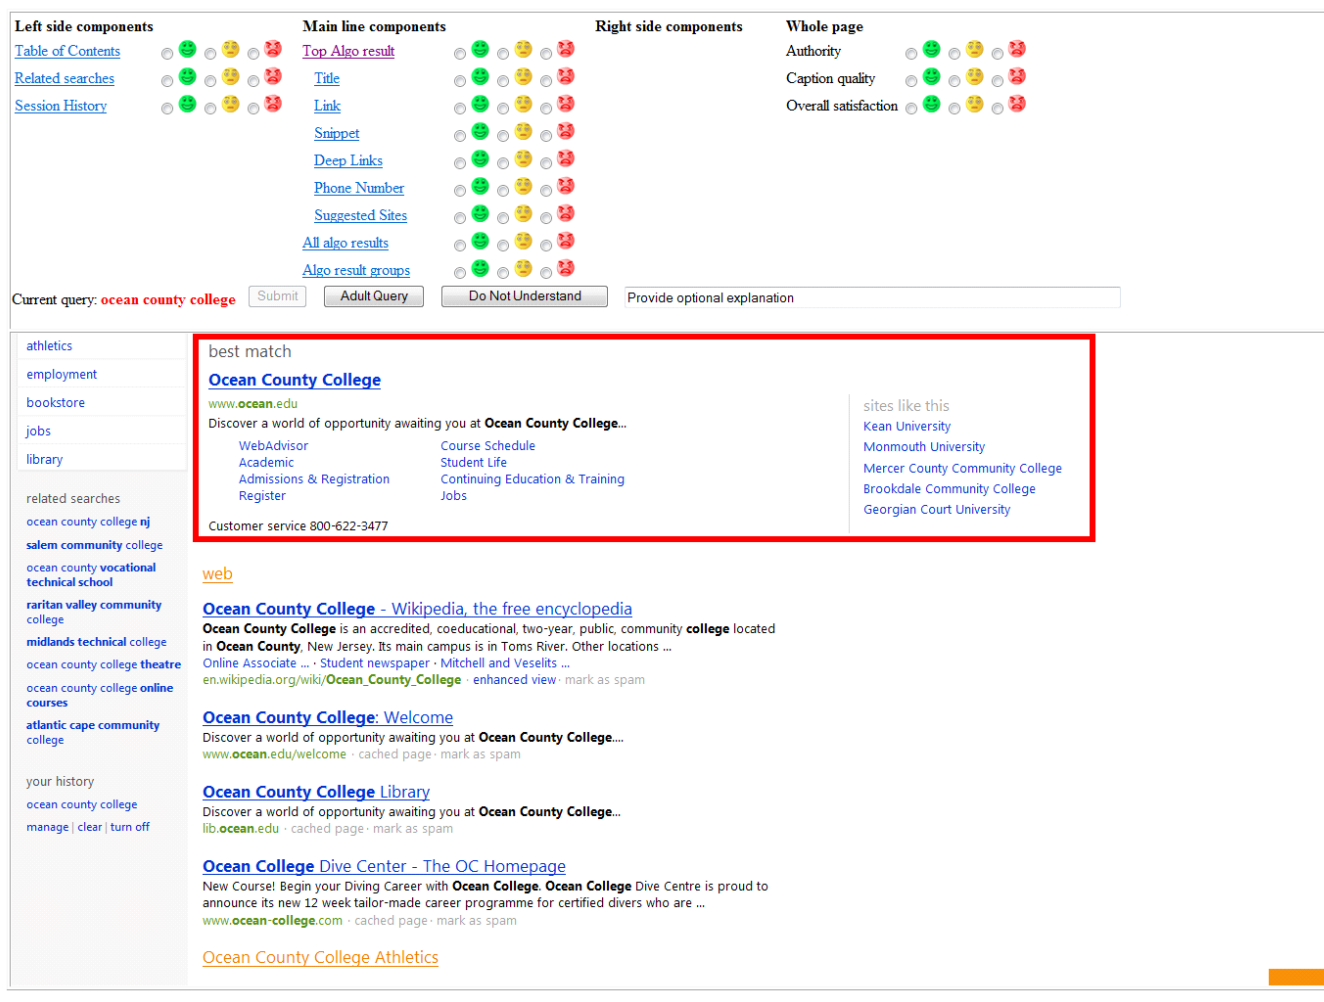 Left side components
Table of Contents
Related searches
Session History
Main line components
Top Algo result
Title
Link
Snippet
Deep Links
Phone Number
Suggested Sites
All algo results
Algo result groups
Right side components
Whole page
Authority
Caption quality
Overall satisfaction
Current query: ocean county college Submit Adult Query Do Not Understand Provide optional explanation
athletics
employment
bookstore
jobs
library
related searches
ocean county college nj
salem community college
ocean county vocational
technical school
raritan valley community
college
midlands technical college
ocean county college theatre
ocean county college online
courses
atlantic cape community
college
your history
ocean county college
manage | clear | turn off
best match
Ocean County College
www.ocean.edu
Discover a world of opportunity awaiting you at Ocean County College...
WebAdvisor Course Schedule
Academic Student Life
Admissions & Registration Continuing Education & Training
Register Jobs
Customer service 800-622-3477
sites like this
Kean University
Monmouth University
Mercer County Community College
Brookdale Community College
Georgian Court University
web
Ocean County College - Wikipedia, the free encyclopedia
Ocean County College is an accredited, coeducational, two-year, public, community college located
in Ocean County, New Jersey. Its main campus is in Toms River. Other locations ...
Online Associate ... · Student newspaper · Mitchell and Veselits ...
en.wikipedia.org/wiki/Ocean_County_College · enhanced view · mark as spam
Ocean County College: Welcome
Discover a world of opportunity awaiting you at Ocean County College....
www.ocean.edu/welcome · cached page · mark as spam
Ocean County College Library
Discover a world of opportunity awaiting you at Ocean County College...
lib.ocean.edu · cached page · mark as spam
Ocean College Dive Center - The OC Homepage
New Course! Begin your Diving Career with Ocean College. Ocean College Dive Centre is proud to
announce its new 12 week tailor-made career programme for certified divers who are ...
www.ocean-college.com · cached page · mark as spam
Ocean County College Athletics